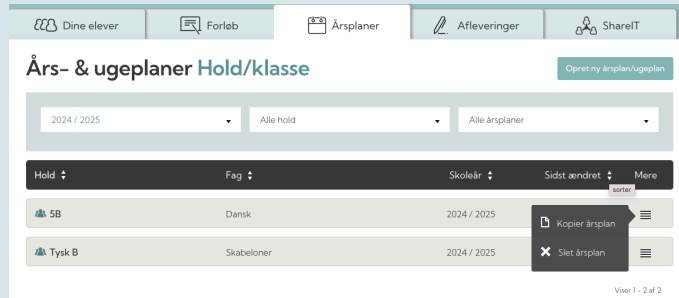 Dine elever Forløb Årsplaner Afleveringer ShareIT
Års- & ugeplaner Hold/klasse
Opret ny årsplan/ugeplan
2024 / 2025 Alle hold Alle årsplaner
Hold Fag Skoleår Sidst ændret Mere
sorter
5B Dansk 2024 / 2025
Kopier årsplan
Tysk B Skabeloner 2024 / 2025
Slet årsplan
Viser 1 - 2 af 2